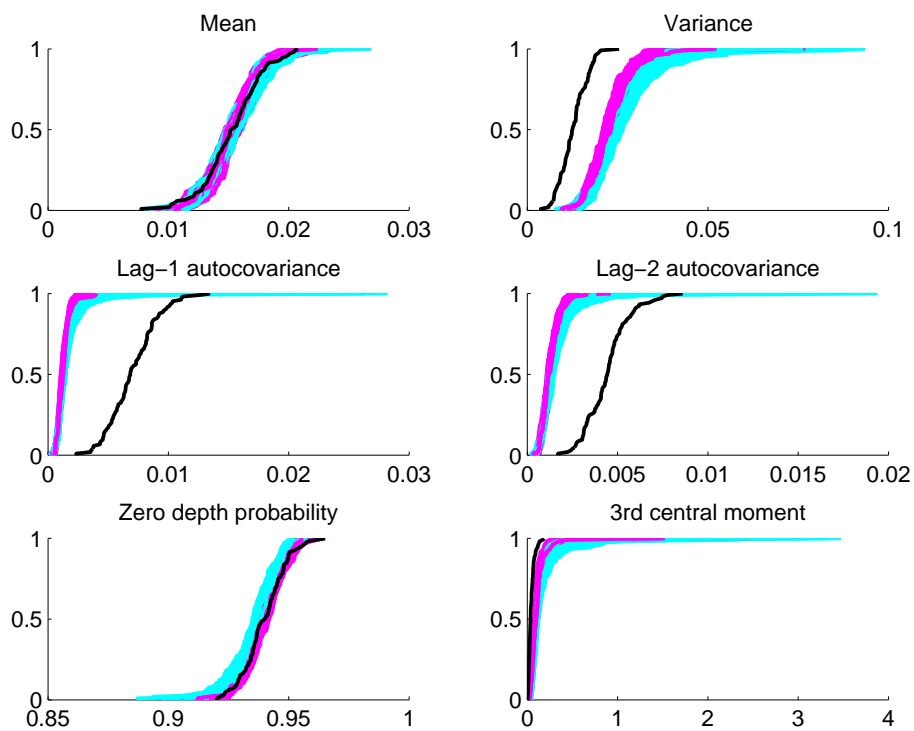 Mean
Variance
1
0.5
0
0 0.01 0.02 0.03
1
0.5
0
0 0.05 0.1
Lag−1 autocovariance
Lag−2 autocovariance
1
0.5
0
0 0.01 0.02 0.03
1
0.5
0
0 0.005 0.01 0.015 0.02
Zero depth probability
3rd central moment
1
0.5
0
0.85 0.9 0.95 1
1
0.5
0
0 1 2 3 4